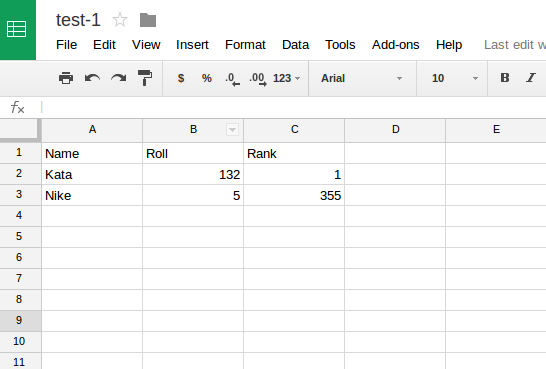 test-1
File Edit View Insert Format Data Tools Add-ons Help Last edit w
$ % .0 .00 123 Arial 10 B I
fx
A B C D E
1 Name Roll Rank
2 Kata 132 1
3 Nike 5 355
4
5
6
7
8
9
10
11